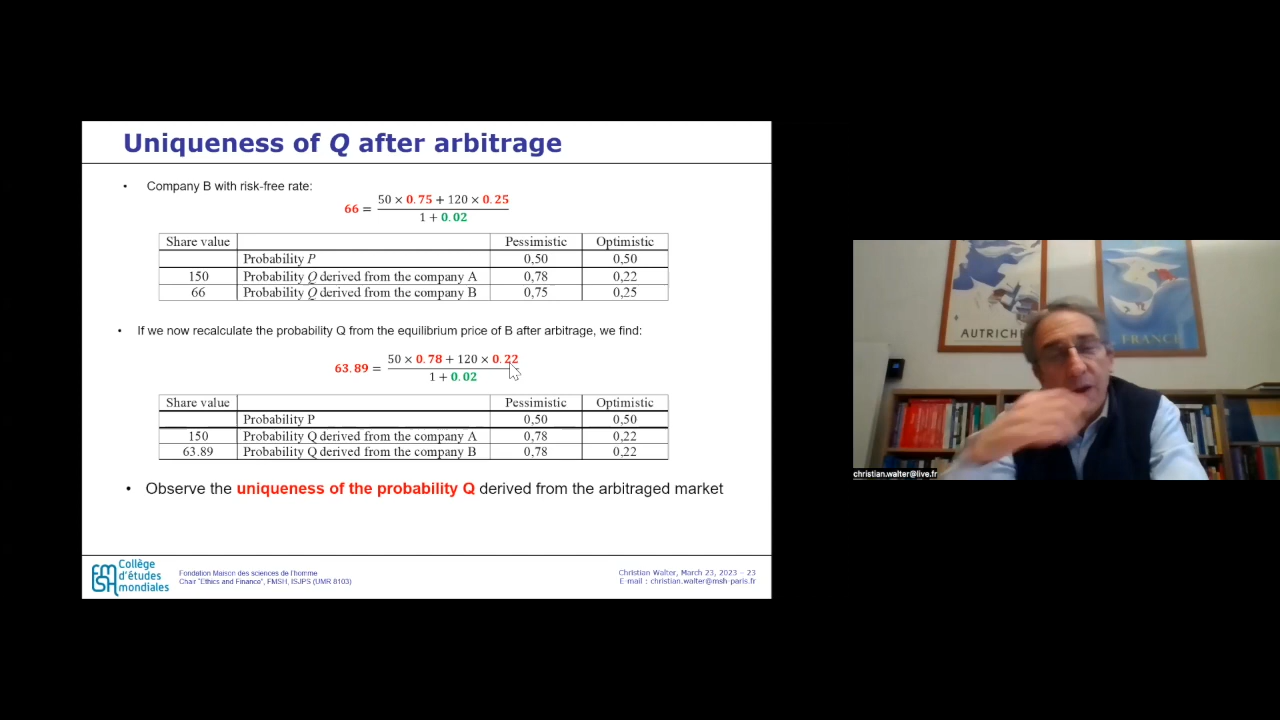 Uniqueness of Q after arbitrage
• Company B with risk-free rate:
66 = 50 × 0.75 + 120 × 0.25
1 + 0.02
Share value Pessimistic Optimistic
Probability P 0,50 0,50
150 Probability Q derived from the company A 0,78 0,22
66 Probability Q derived from the company B 0,75 0,25
• If we now recalculate the probability Q from the equilibrium price of B after arbitrage, we find:
63.89 = 50 × 0.78 + 120 × 0.22
1 + 0.02
Share value Pessimistic Optimistic
Probability P 0,50 0,50
150 Probability Q derived from the company A 0,78 0,22
63.89 Probability Q derived from the company B 0,78 0,22
• Observe the uniqueness of the probability Q derived from the arbitraged market
FMSH
Collège
d'études
mondiales
Fondation Maison des sciences de l'homme
Chair "Ethics and Finance", FMSH, ISJPS (UMR 8103)
Christian Walter, March 23, 2023 – 23
E-mail : christian.walter@msh-paris.fr
AUTRICHE
FRANCE
christian.walter@live.fr